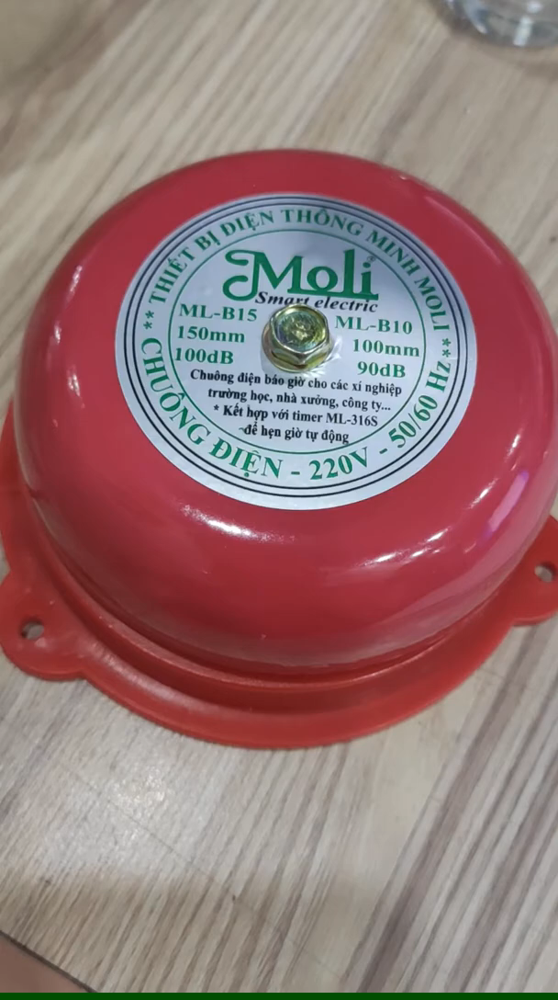 ** THIẾT BỊ ĐIỆN THÔNG MINH MOLI **
Moli®
Smart electric
ML-B15
150mm
100dB
ML-B10
100mm
90dB
Chuông điện báo giờ cho các xí nghiệp
trường học, nhà xưởng, công ty...
* Kết hợp với timer ML-316S
để hẹn giờ tự động
CHUÔNG ĐIỆN - 220V - 50/60 Hz